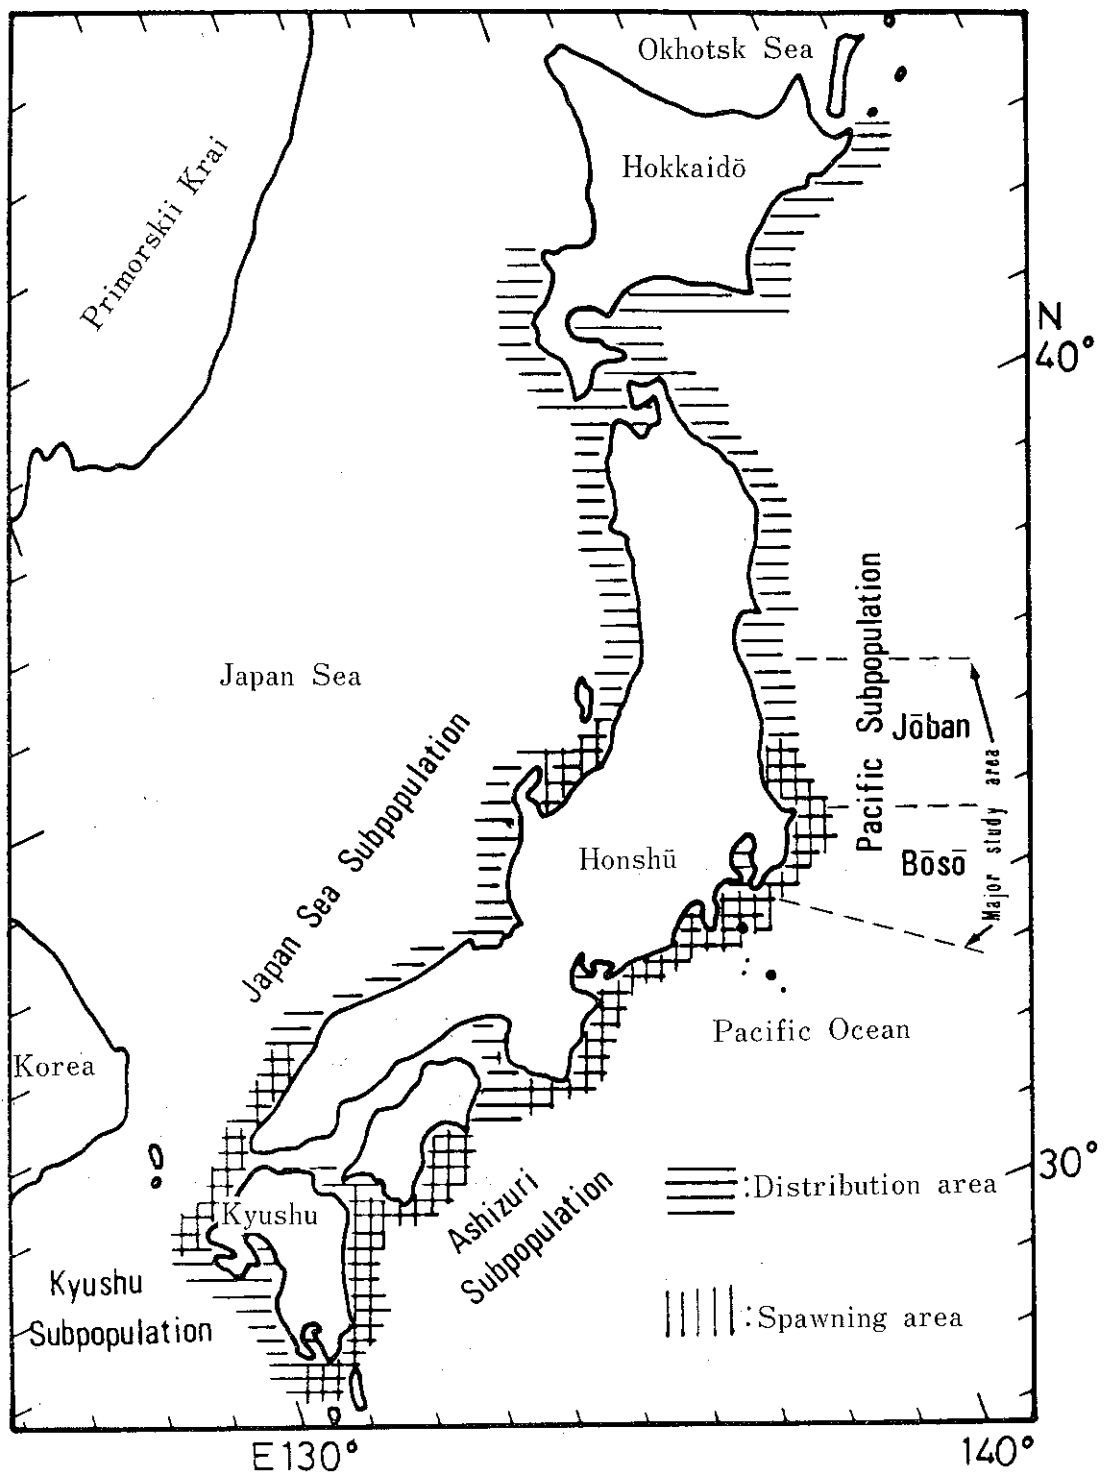 Okhotsk Sea
Primorskii Krai
Hokkaidō
N
40°
Japan Sea
Pacific Subpopulation
Jōban
Japan Sea Subpopulation
Major study area
Honshū
Bōsō
Pacific Ocean
Korea
30°
:Distribution area
Kyushu
Ashizuri
Subpopulation
Kyushu
Subpopulation
:Spawning area
E130°
140°